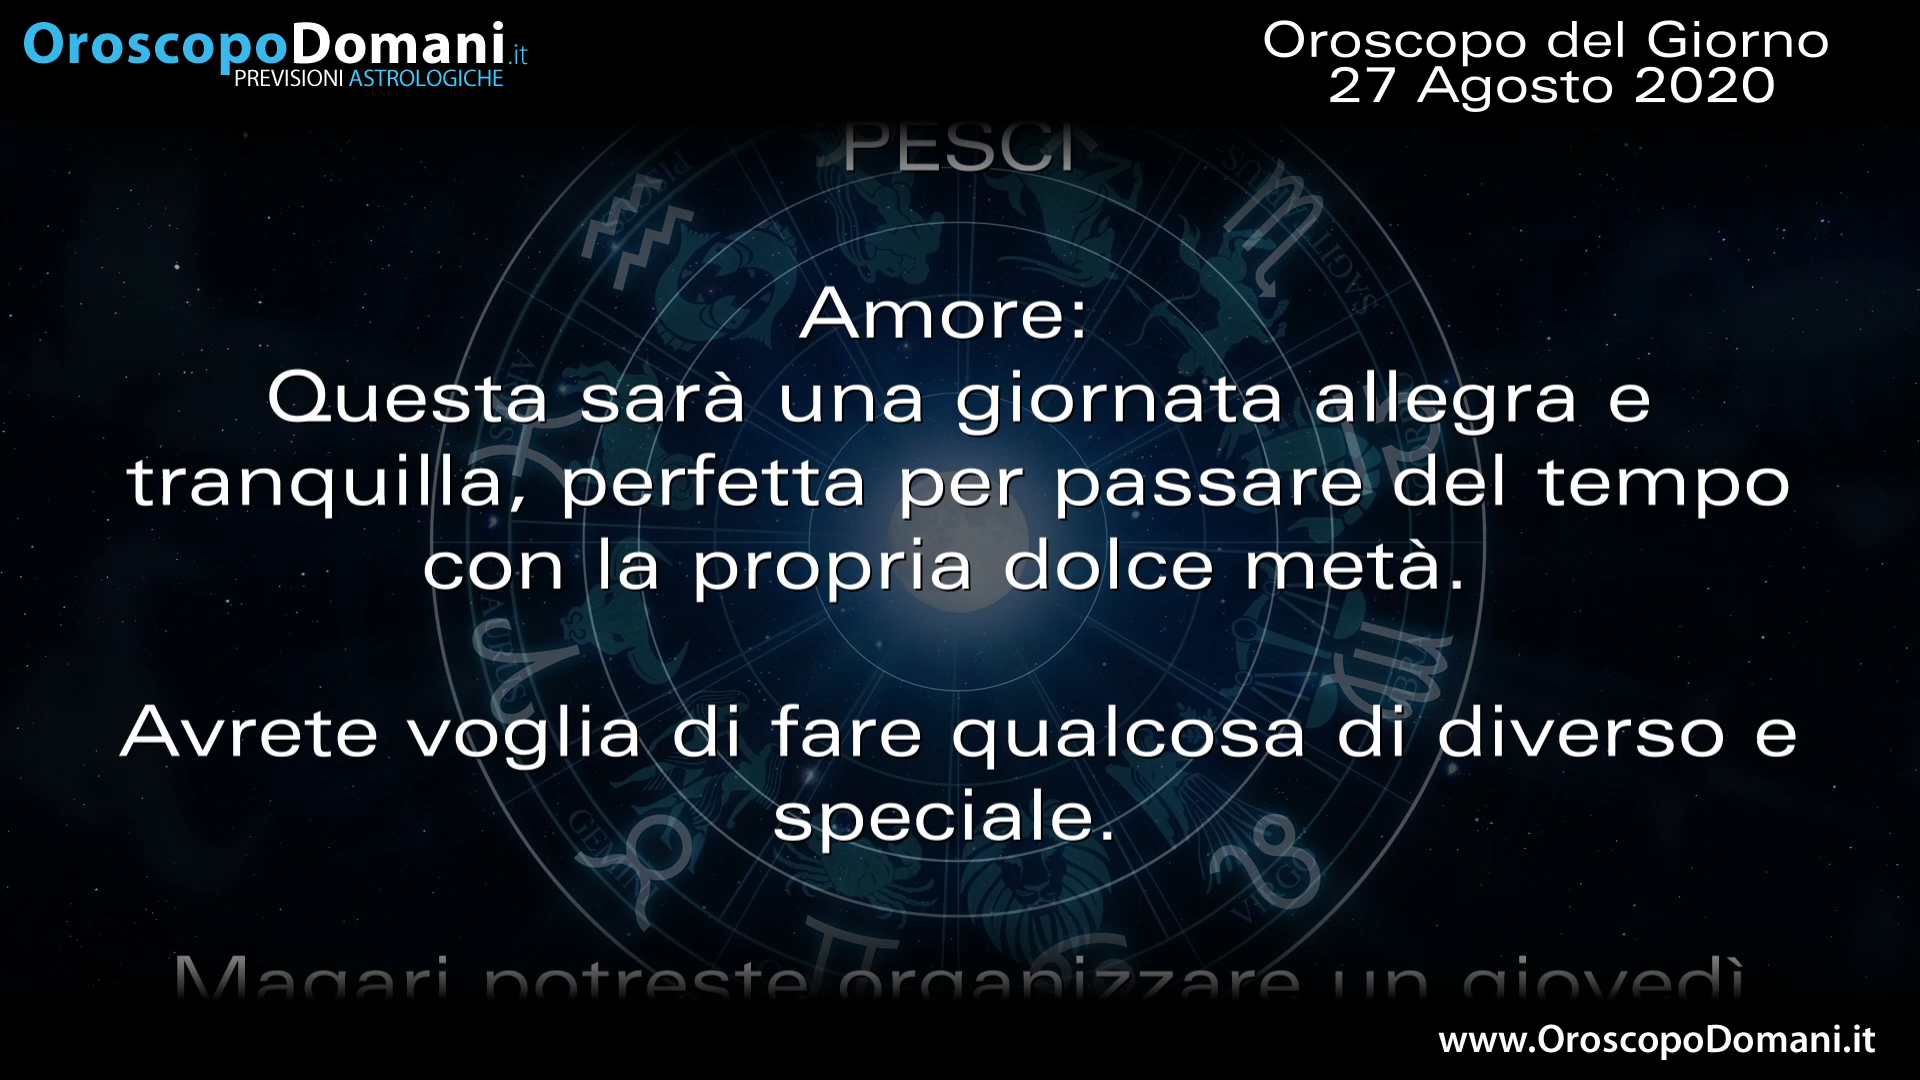 OroscopoDomani.it
PREVISIONI ASTROLOGICHE
Oroscopo del Giorno
27 Agosto 2020
PESCI
Amore:
Questa sarà una giornata allegra e
tranquilla, perfetta per passare del tempo
con la propria dolce metà.
Avrete voglia di fare qualcosa di diverso e
speciale.
Magari potreste organizzare un giovedì
www.OroscopoDomani.it